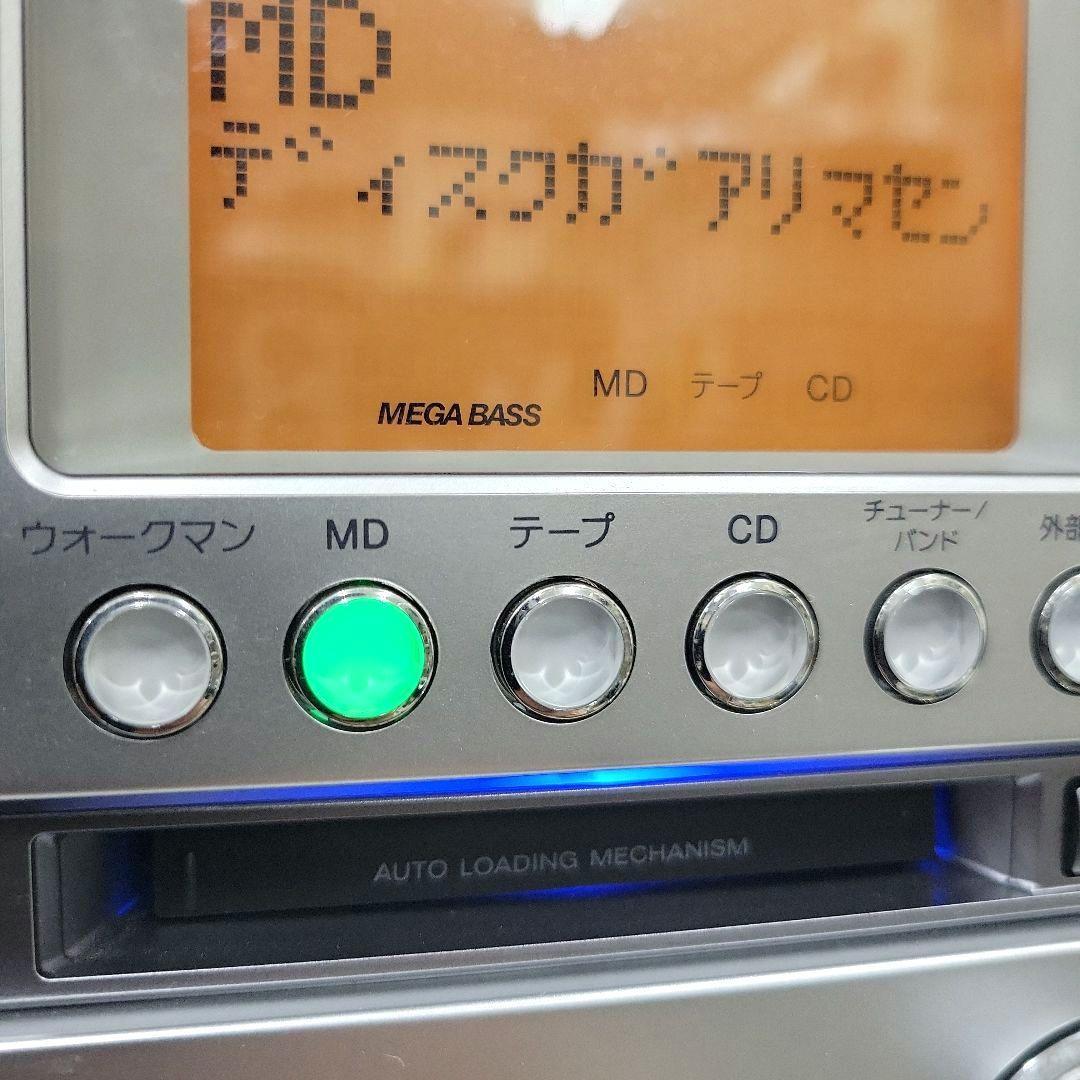 MD
ディスクガアリマセン
MD テープ CD
MEGA BASS
ウォークマン MD テープ CD チューナー/
バンド 外部
AUTO LOADING MECHANISM